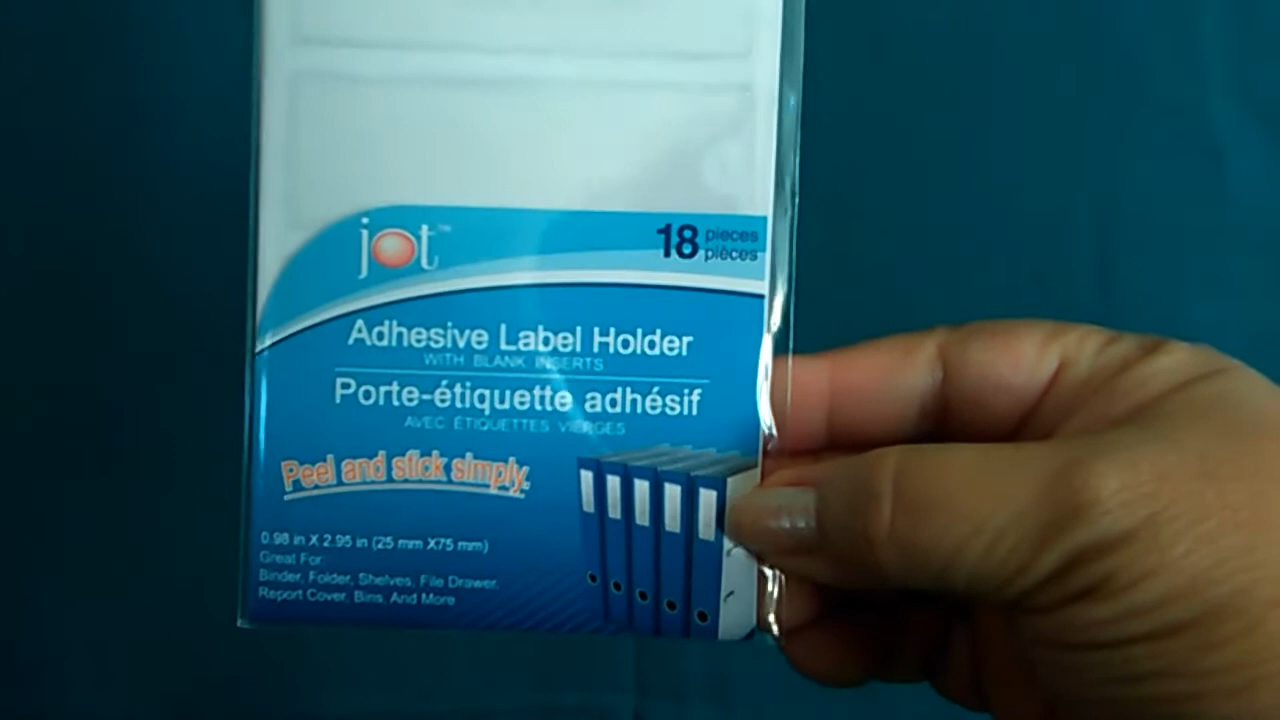 jot™
18 pieces
pièces
Adhesive Label Holder
WITH BLANK INSERTS
Porte-étiquette adhésif
AVEC ÉTIQUETTES VIERGES
Peel and stick simply.
0.98 in X 2.95 in (25 mm X75 mm)
Great For:
Binder, Folder, Shelves, File Drawer,
Report Cover, Bins, And More